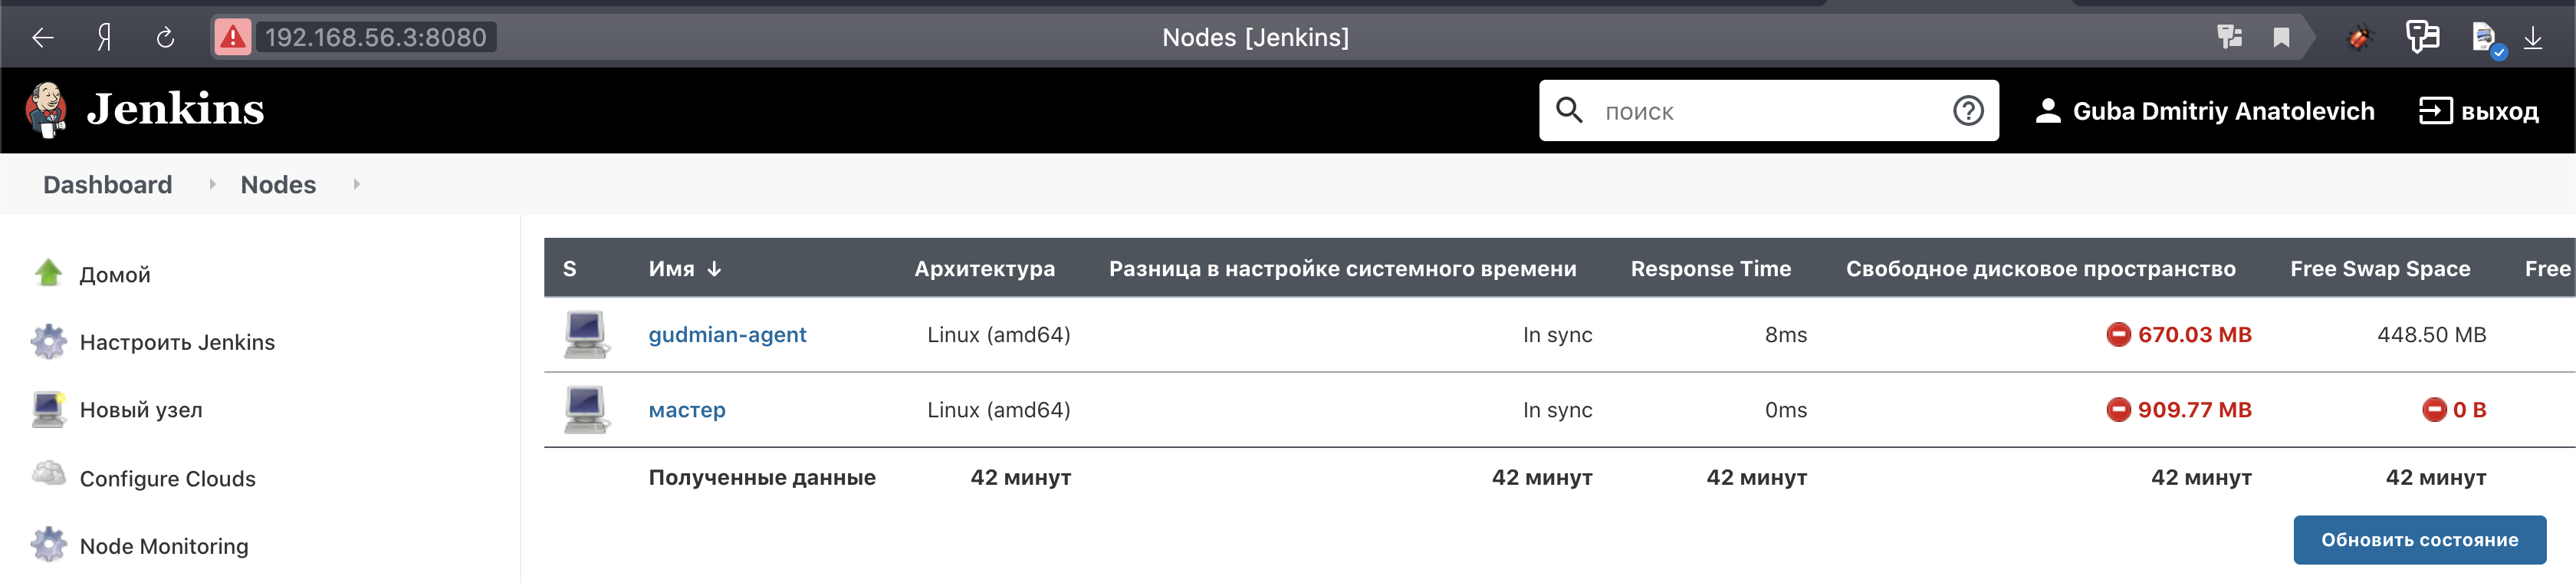 192.168.56.3:8080 Nodes [Jenkins]
Jenkins поиск Guba Dmitriy Anatolevich выход
Dashboard Nodes
Домой
Настроить Jenkins
Новый узел
Configure Clouds
Node Monitoring
S Имя ↓ Архитектура Разница в настройке системного времени Response Time Свободное дисковое пространство Free Swap Space Free
gudmian-agent Linux (amd64) In sync 8ms 670.03 MB 448.50 MB
мастер Linux (amd64) In sync 0ms 909.77 MB 0 B
Полученные данные 42 минут 42 минут 42 минут 42 минут 42 минут
Обновить состояние